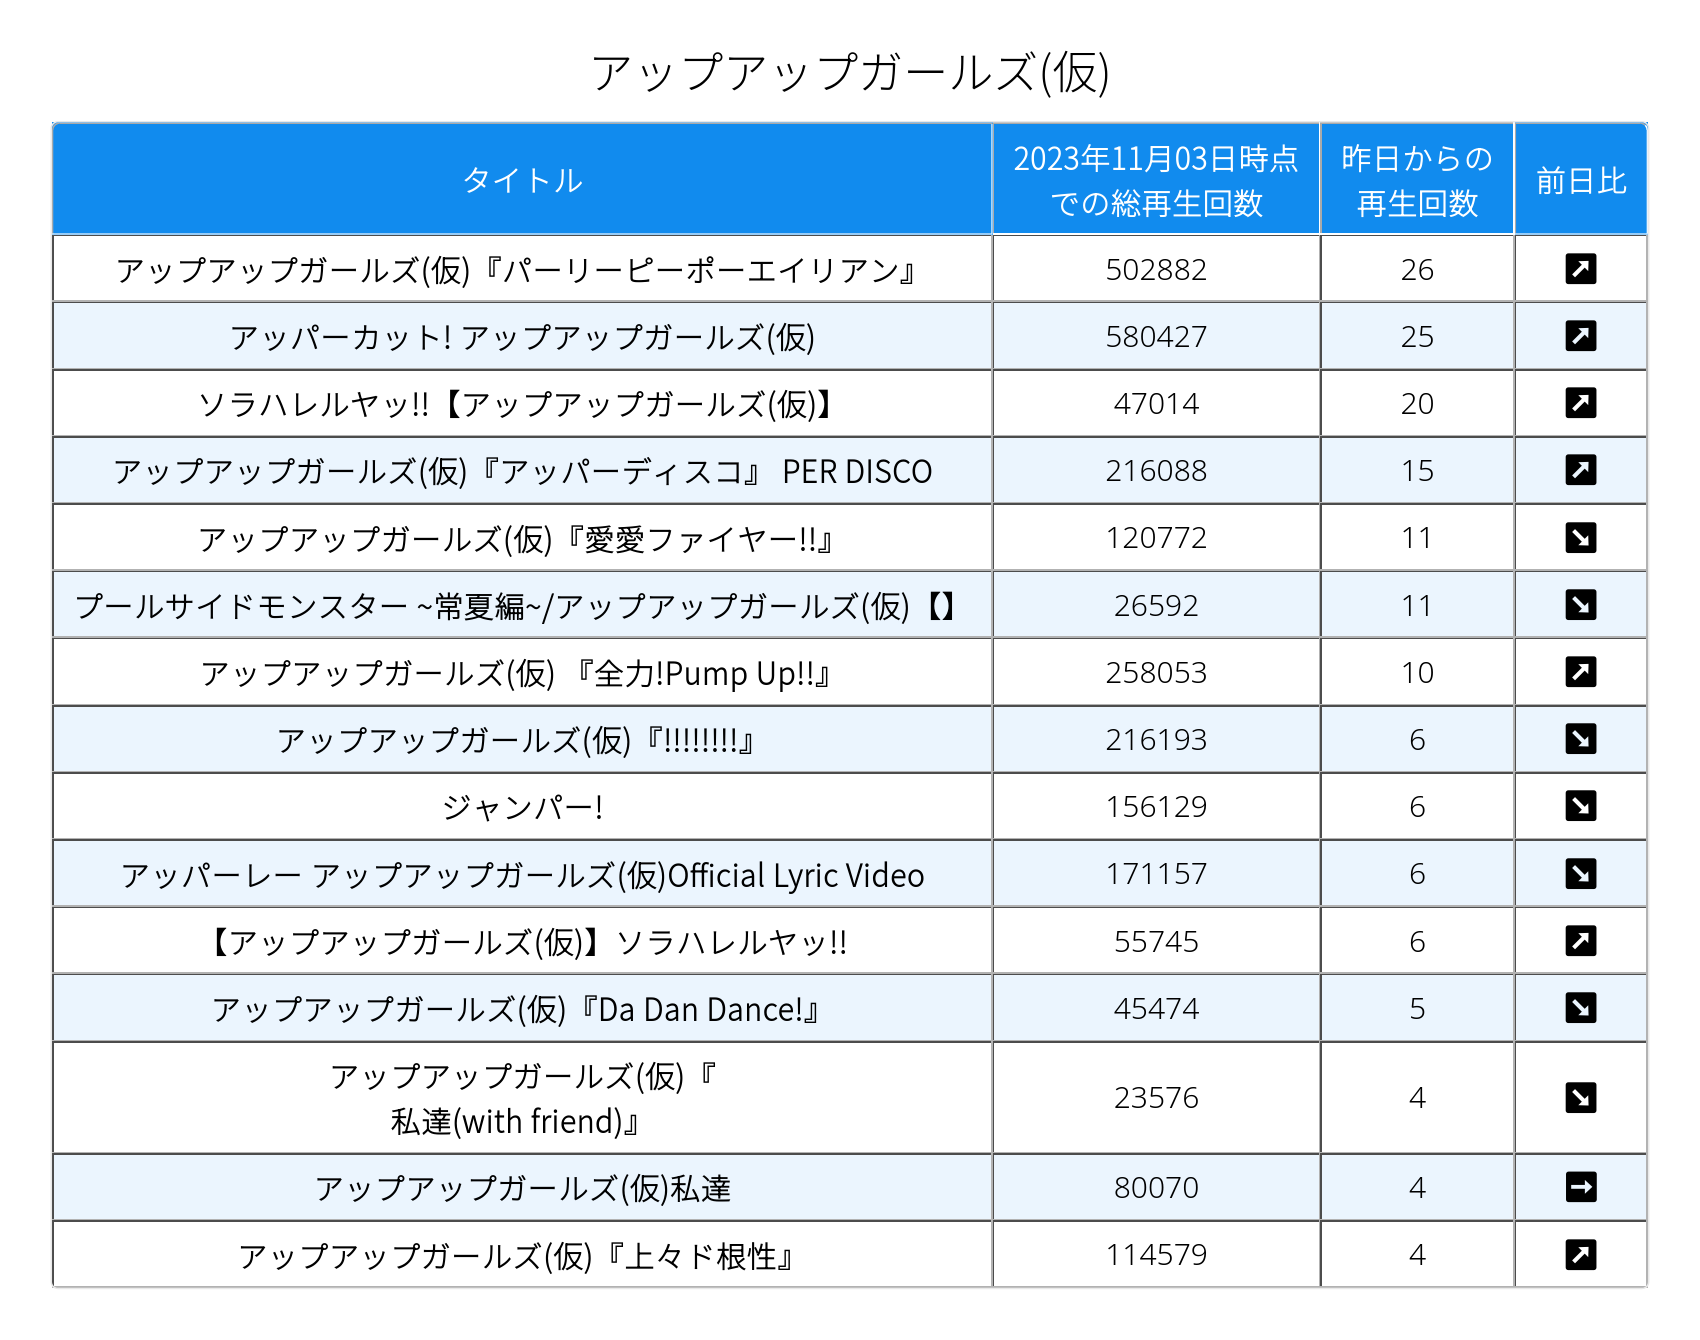 アップアップガールズ(仮)
タイトル 2023年11月03日時点での総再生回数 昨日からの再生回数 前日比
アップアップガールズ(仮)『パーリーピーポーエイリアン』 502882 26 ↗
アッパーカット! アップアップガールズ(仮) 580427 25 ↗
ソラハレルヤッ!!【アップアップガールズ(仮)】 47014 20 ↗
アップアップガールズ(仮)『アッパーディスコ』 PER DISCO 216088 15 ↗
アップアップガールズ(仮)『愛愛ファイヤー!!』 120772 11 ↘
プールサイドモンスター ~常夏編~/アップアップガールズ(仮)【】 26592 11 ↘
アップアップガールズ(仮) 『全力!Pump Up!!』 258053 10 ↗
アップアップガールズ(仮)『!!!!!!!!』 216193 6 ↘
ジャンパー! 156129 6 ↘
アッパーレー アップアップガールズ(仮)Official Lyric Video 171157 6 ↘
【アップアップガールズ(仮)】ソラハレルヤッ!! 55745 6 ↗
アップアップガールズ(仮)『Da Dan Dance!』 45474 5 ↘
アップアップガールズ(仮)『
私達(with friend)』 23576 4 ↘
アップアップガールズ(仮)私達 80070 4 →
アップアップガールズ(仮)『上々ド根性』 114579 4 ↗